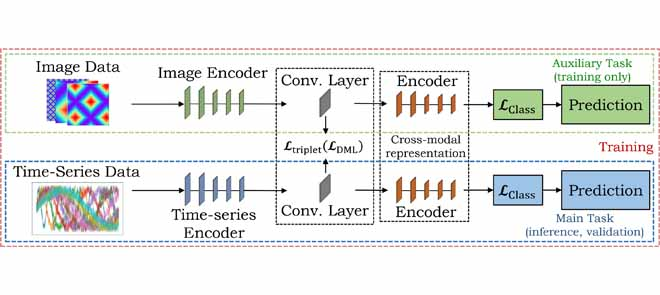 Image Data
Image Encoder
Conv. Layer
Encoder
Auxiliary Task
(training only)
ℒClass
Prediction
ℒtriplet(ℒDML)
Cross-modal
representation
Training
Time-Series Data
Time-series
Encoder
Conv. Layer
Encoder
ℒClass
Prediction
Main Task
(inference, validation)